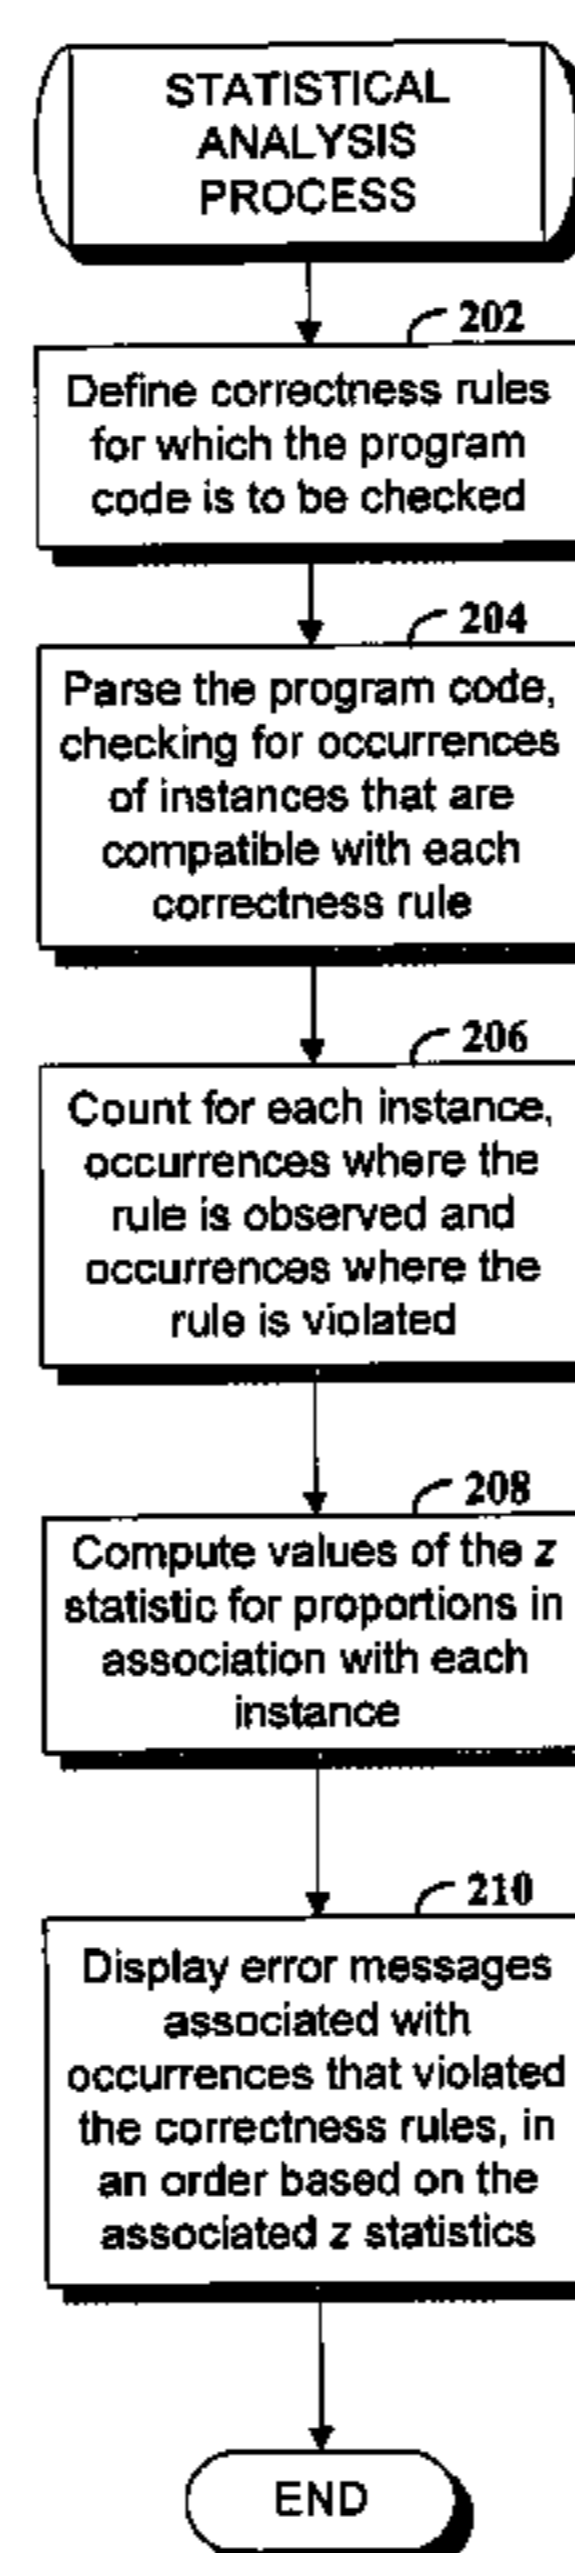 STATISTICAL
ANALYSIS
PROCESS
202
Define correctness rules
for which the program
code is to be checked
204
Parse the program code,
checking for occurrences
of instances that are
compatible with each
correctness rule
206
Count for each instance,
occurrences where the
rule is observed and
occurrences where the
rule is violated
208
Compute values of the z
statistic for proportions in
association with each
instance
210
Display error messages
associated with
occurrences that violated
the correctness rules, in
an order based on the
associated z statistics
END